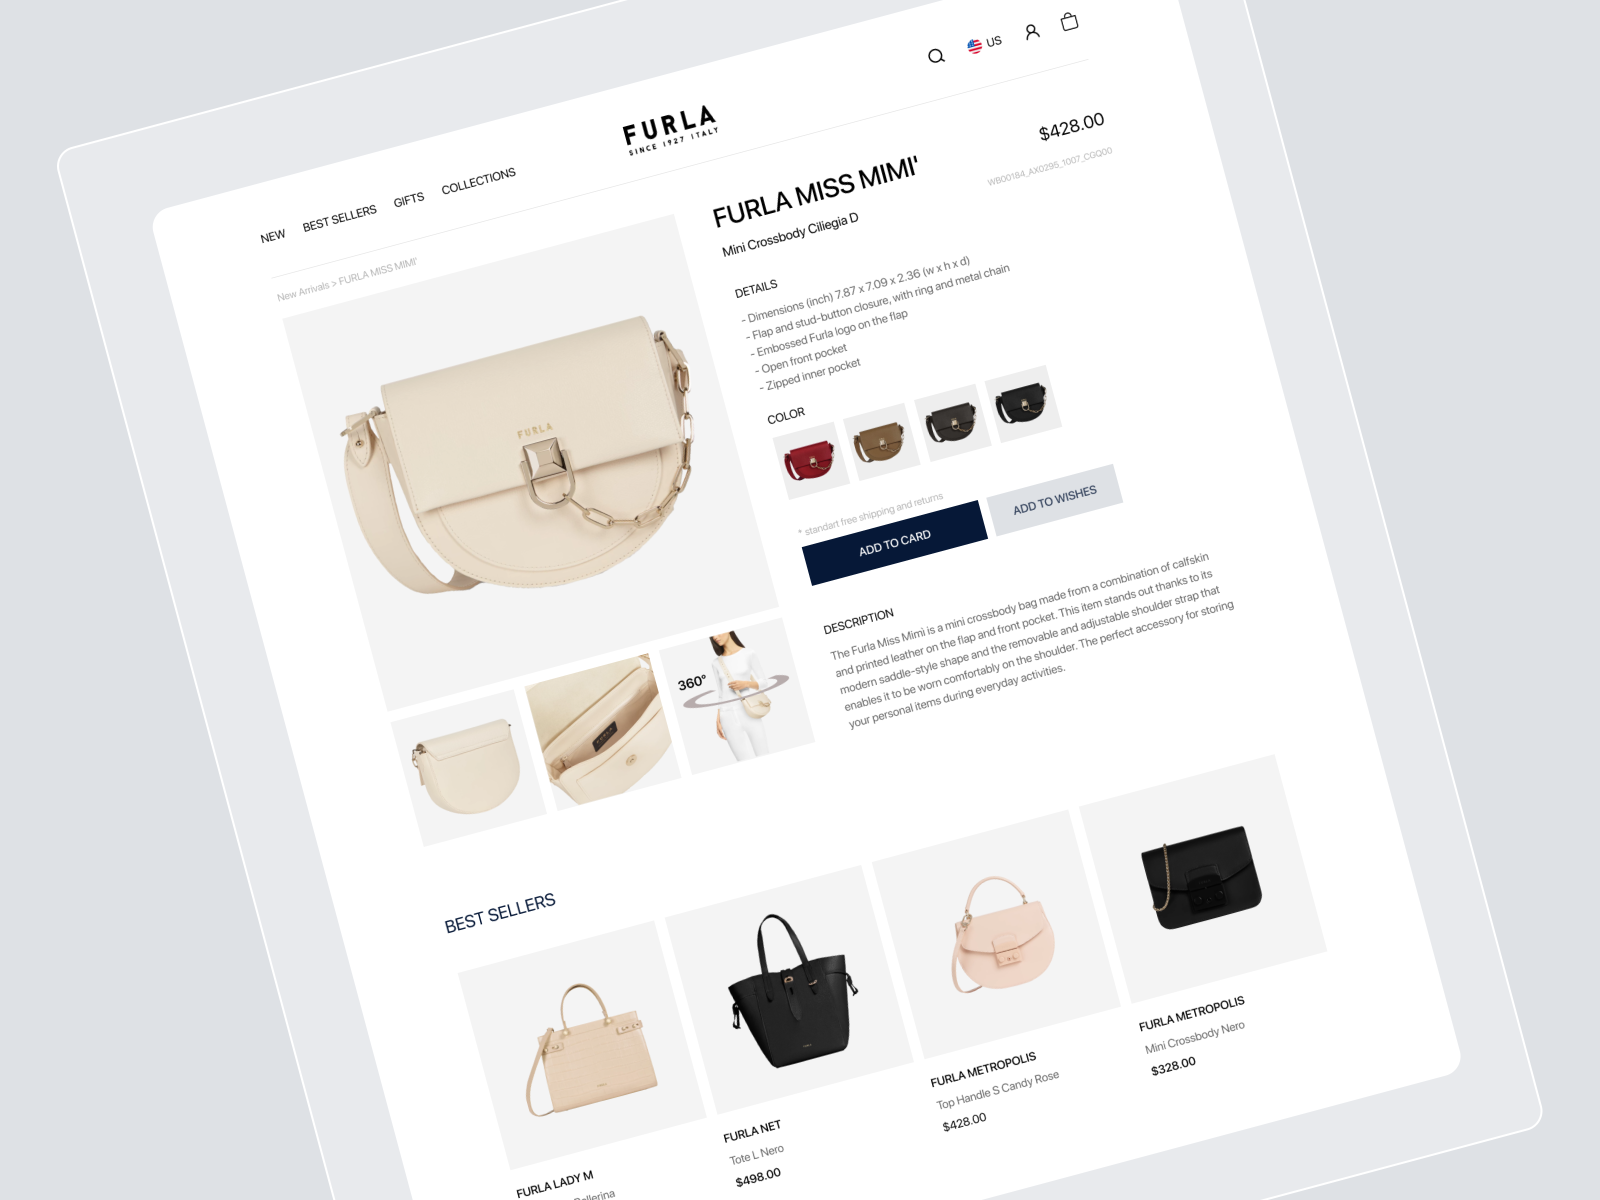 US
FURLA
SINCE 1927 ITALY
NEW BEST SELLERS GIFTS COLLECTIONS
New Arrivals > FURLA MISS MIMI'
FURLA
360°
FURLA MISS MIMI'
$428.00
Mini Crossbody Ciliegia D
WB00184_AX0295_1007_CGQ00
DETAILS
- Dimensions (inch) 7.87 x 7.09 x 2.36 (w x h x d)
- Flap and stud-button closure, with ring and metal chain
- Embossed Furla logo on the flap
- Open front pocket
- Zipped inner pocket
COLOR
* standart free shipping and returns
ADD TO CARD
ADD TO WISHES
DESCRIPTION
The Furla Miss Mimì is a mini crossbody bag made from a combination of calfskin
and printed leather on the flap and front pocket. This item stands out thanks to its
modern saddle-style shape and the removable and adjustable shoulder strap that
enables it to be worn comfortably on the shoulder. The perfect accessory for storing
your personal items during everyday activities.
BEST SELLERS
FURLA LADY M
Ballerina
FURLA NET
Tote L Nero
$498.00
FURLA METROPOLIS
Top Handle S Candy Rose
$428.00
FURLA METROPOLIS
Mini Crossbody Nero
$328.00